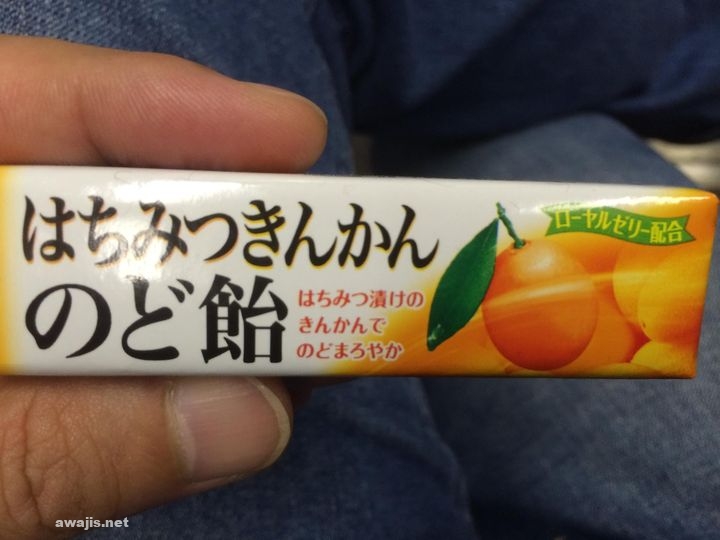 はちみつきんかん
のど飴
はちみつ漬けの
きんかんで
のどまろやか
ローヤルゼリー配合
awajis.net